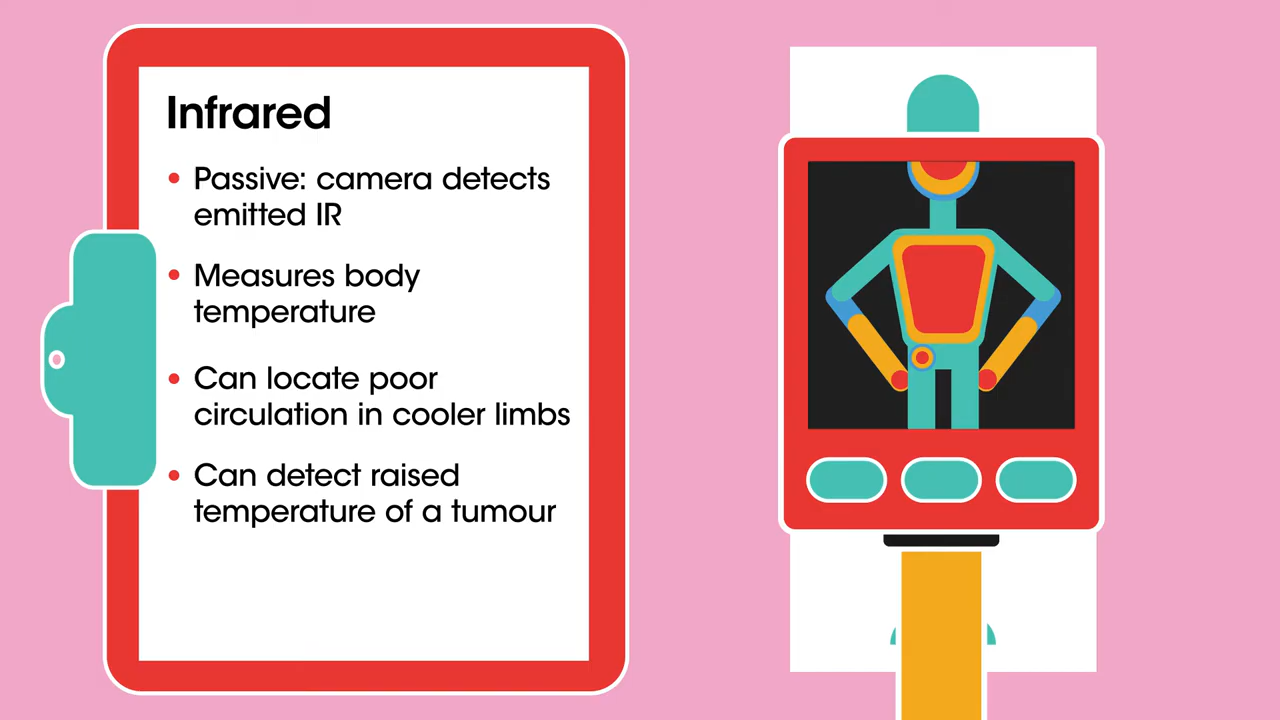 Infrared
• Passive: camera detects
emitted IR
• Measures body
temperature
• Can locate poor
circulation in cooler limbs
• Can detect raised
temperature of a tumour